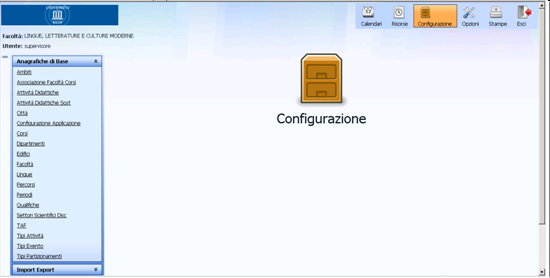 Calendari Risorse Configurazione Opzioni Stampe Esci
Facoltà: LINGUE, LETTERATURE E CULTURE MODERNE
Utente: supervisore
Anagrafiche di Base
Ambiti
Associazione Facoltà Corsi
Attività Didattiche
Attività Didattiche Sost
Città
Configurazione Applicazione
Corsi
Dipartimenti
Edifici
Facoltà
Lingue
Percorsi
Periodi
Qualifiche
Settori Scientifici Disc
TAF
Tipi Attività
Tipi Evento
Tipi Partizionamenti
Import Export
Configurazione